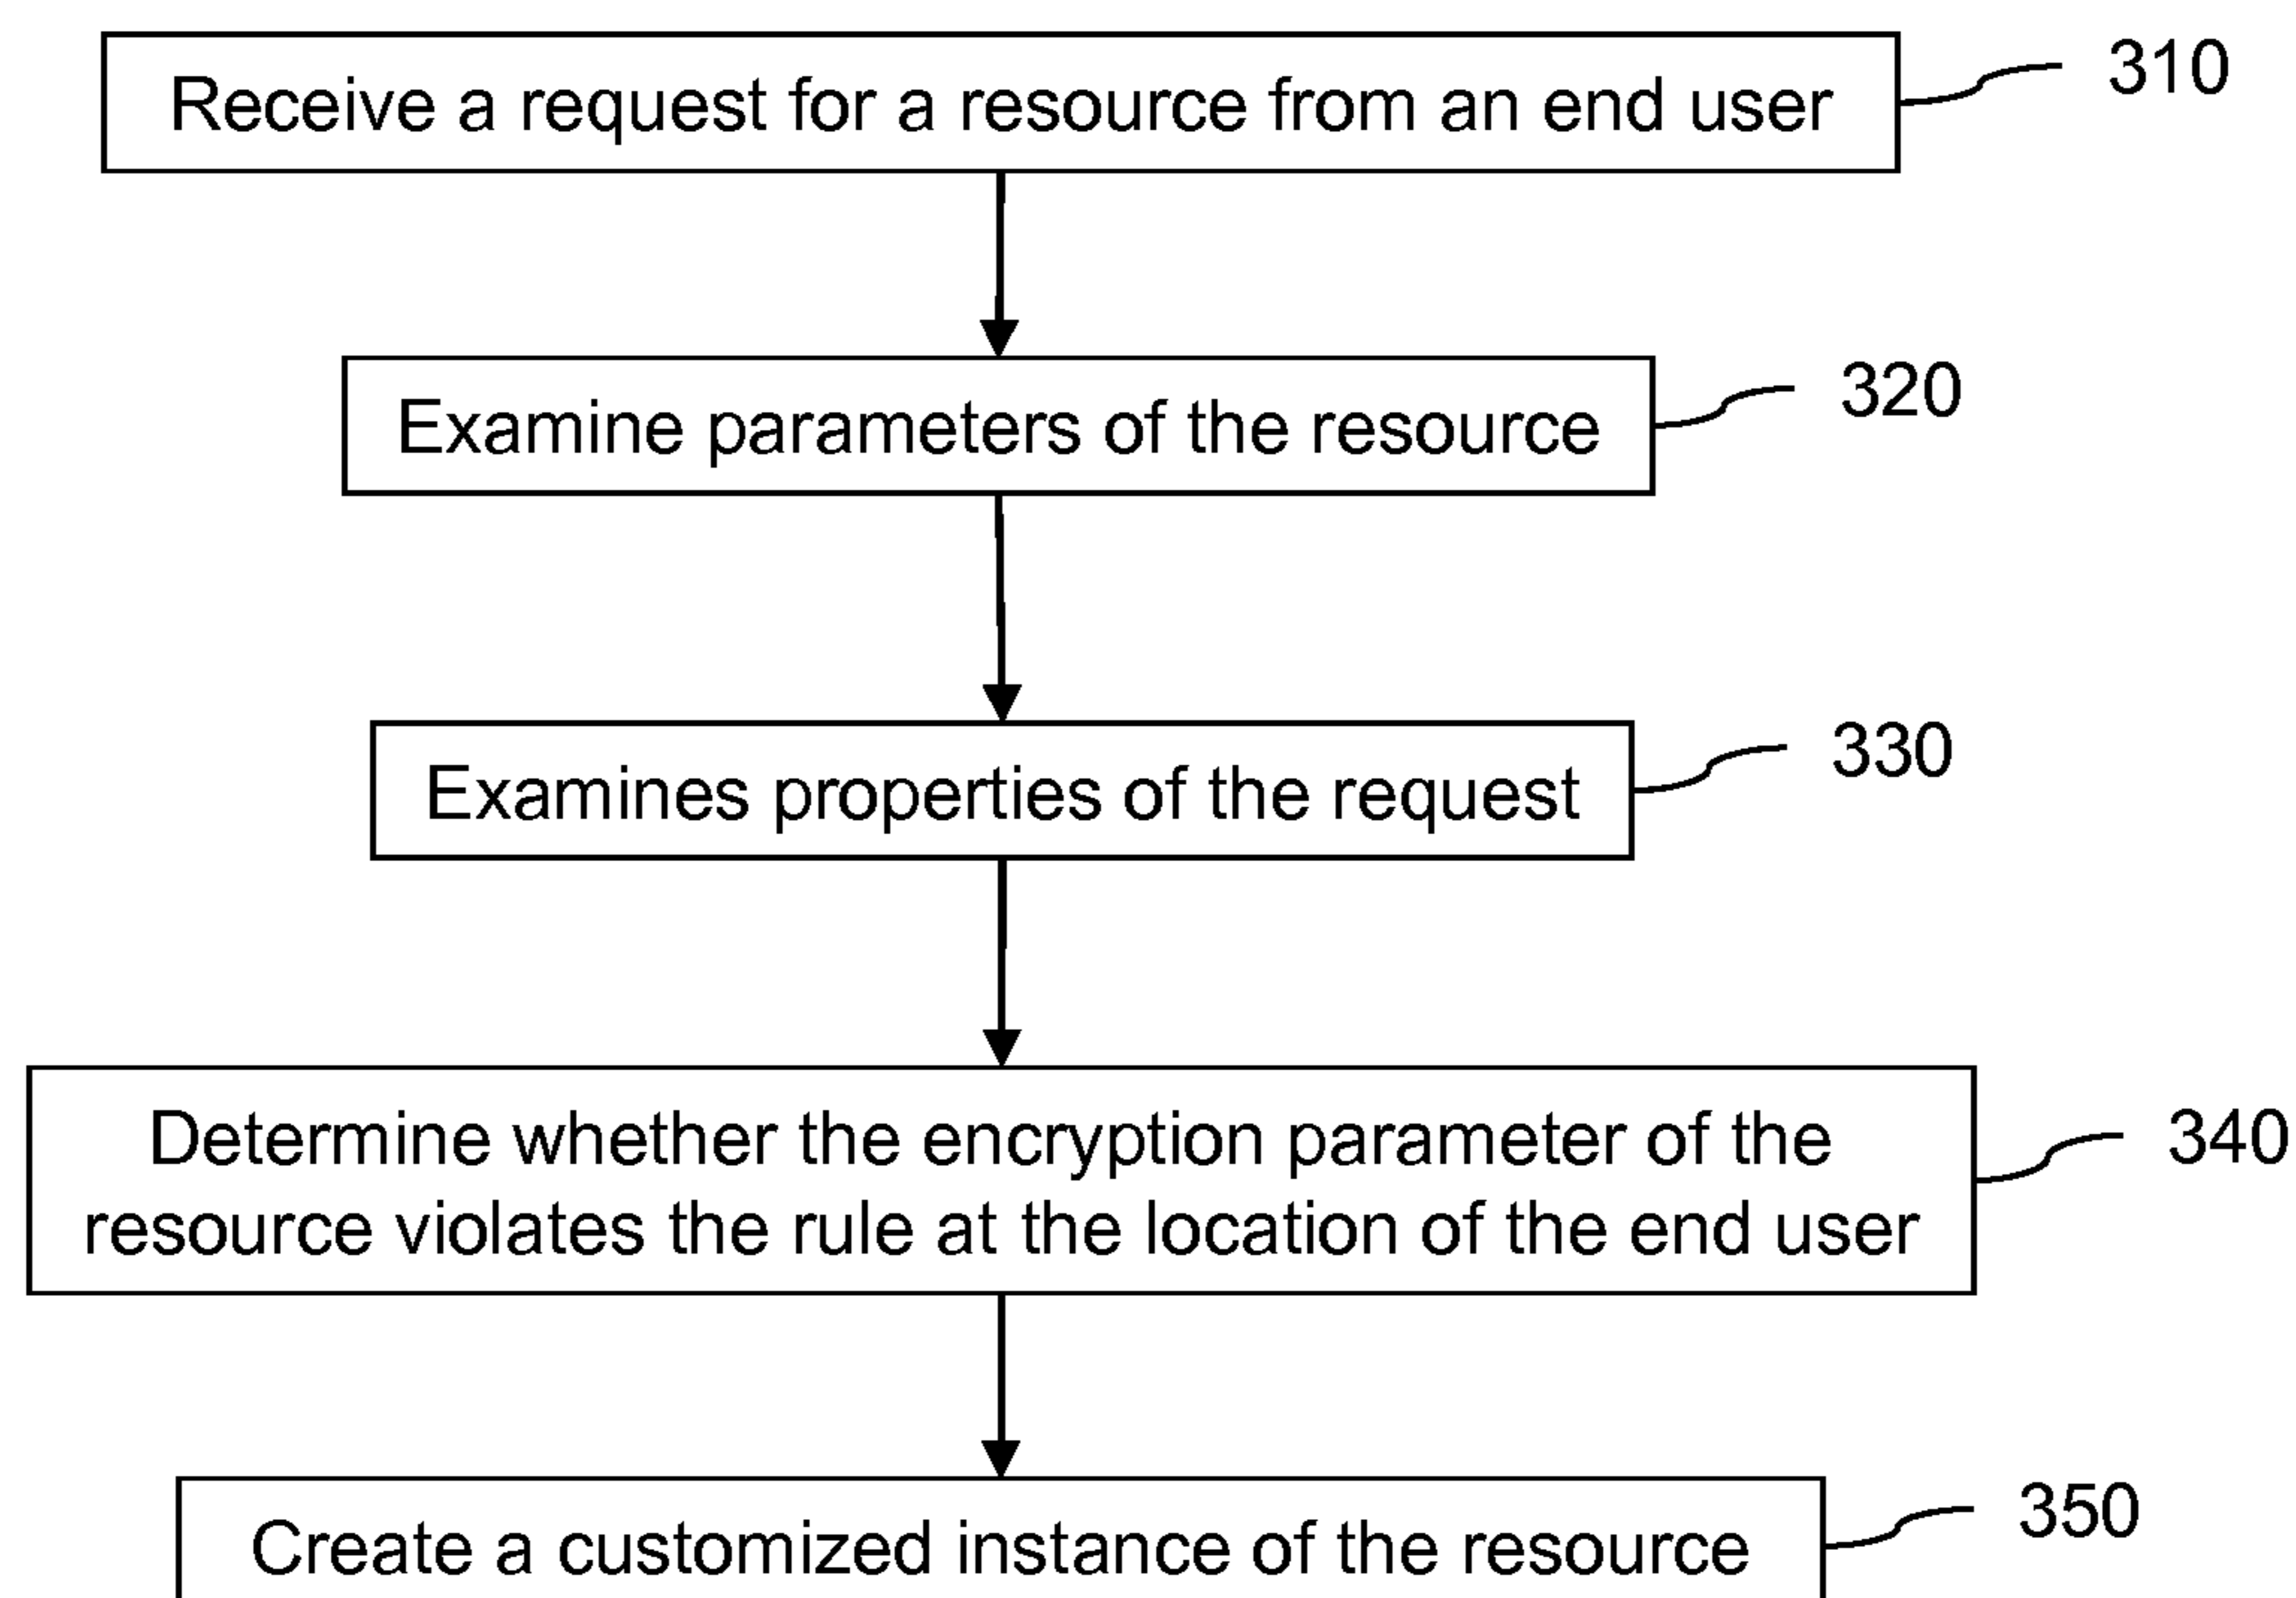 Receive a request for a resource from an end user
310
Examine parameters of the resource
320
Examines properties of the request
330
Determine whether the encryption parameter of the
resource violates the rule at the location of the end user
340
Create a customized instance of the resource
350